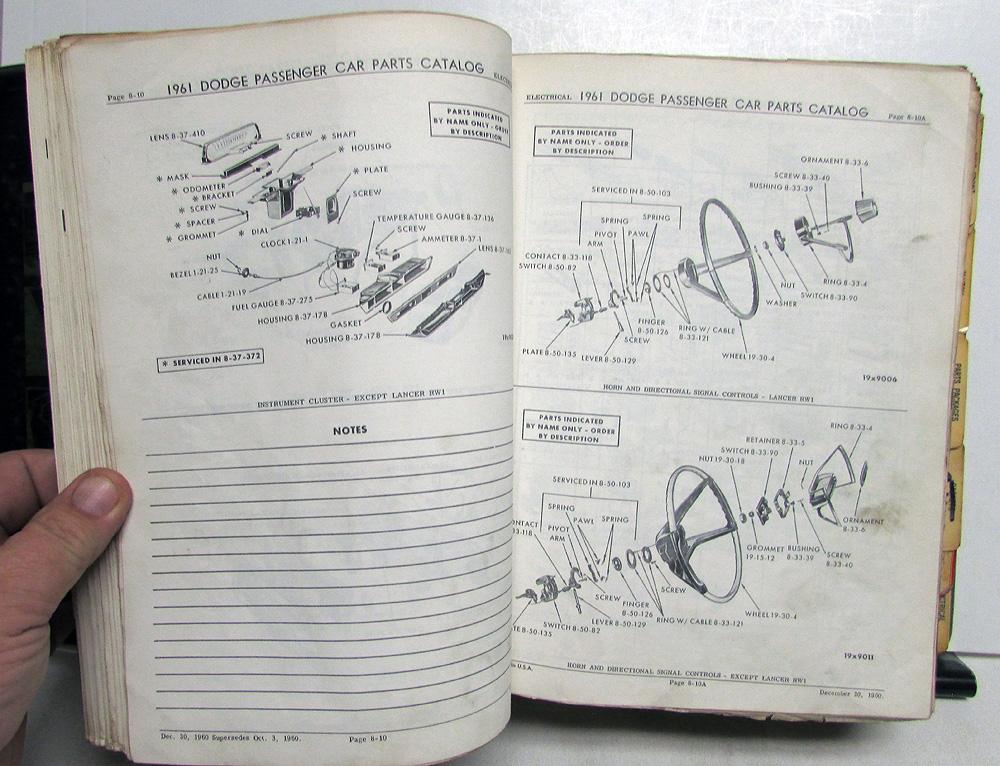 Page 8-10
1961 DODGE PASSENGER CAR PARTS CATALOG
PARTS INDICATED
BY NAME ONLY - ORDER
BY DESCRIPTION
LENS 8-37-410
SCREW
* SHAFT
* HOUSING
* MASK
* ODOMETER
* BRACKET
* PLATE
* SCREW
SCREW
* SPACER
* GROMMET
* DIAL
TEMPERATURE GAUGE 8-37-136
SCREW
CLOCK 1-21-1
AMMETER 8-37-1
NUT
BEZEL 1-21-25
CABLE 1-21-19
FUEL GAUGE 8-37-275
HOUSING 8-37-178
GASKET
HOUSING 8-37-178
* SERVICED IN 8-37-372
INSTRUMENT CLUSTER - EXCEPT LANCER RW1
NOTES
Dec. 30, 1960 Supersedes Oct. 3, 1960.
Page 8-10
ELECTRICAL
1961 DODGE PASSENGER CAR PARTS CATALOG
Page 8-10A
PARTS INDICATED
BY NAME ONLY - ORDER
BY DESCRIPTION
ORNAMENT 8-33-6
SCREW 8-33-40
BUSHING 8-33-39
SERVICED IN 8-50-103
SPRING
SPRING
PIVOT
PAWL
ARM
CONTACT 8-33-118
SWITCH 8-50-82
RING 8-33-4
NUT
SWITCH 8-33-90
WASHER
FINGER
8-50-126
RING W/ CABLE
8-33-121
SCREW
PLATE 8-50-135
LEVER 8-50-129
WHEEL 19-30-4
19x9006
HORN AND DIRECTIONAL SIGNAL CONTROLS - LANCER RW1
PARTS INDICATED
BY NAME ONLY - ORDER
BY DESCRIPTION
RING 8-33-4
RETAINER 8-33-5
SWITCH 8-33-90
NUT 19-30-18
NUT
SERVICED IN 8-50-103
SPRING
PAWL
SPRING
PIVOT
ARM
ORNAMENT
8-33-6
GROMMET
19-15-12
BUSHING
8-33-39
SCREW
8-33-40
SCREW
SCREW
FINGER
8-50-126
WHEEL 19-30-4
RING W/ CABLE 8-33-121
LEVER 8-50-129
SWITCH 8-50-82
19x9011
HORN AND DIRECTIONAL SIGNAL CONTROLS - EXCEPT LANCER RW1
Page 8-10A
December 30, 1960.
PARTS PACKAGES